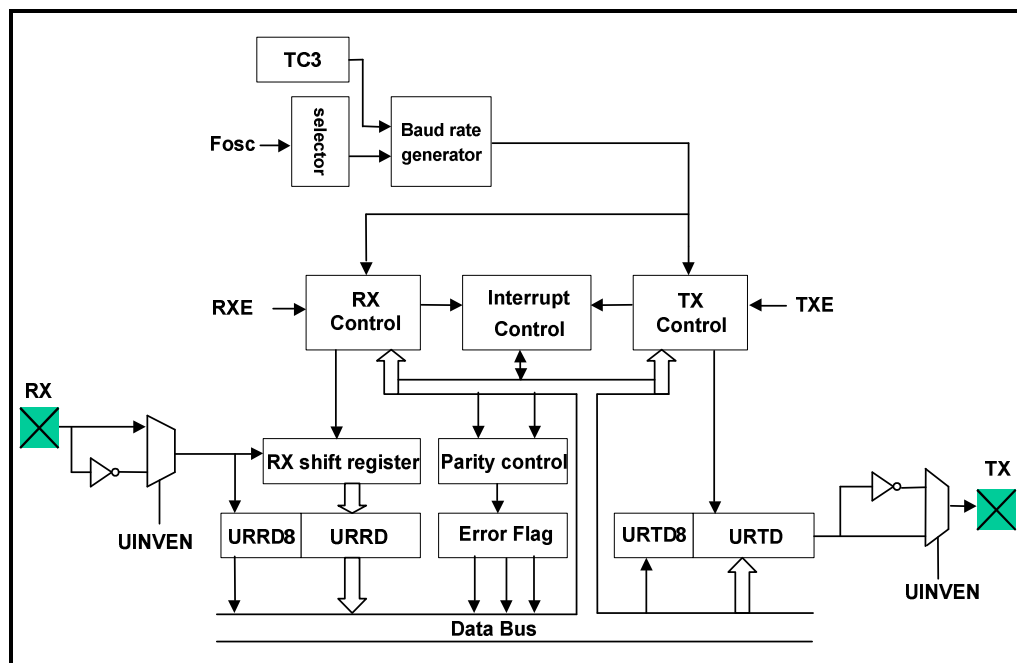 TC3
selector
Fosc
Baud rate
generator
RXE
RX
Control
Interrupt
Control
TX
Control
TXE
RX
RX shift register
Parity control
TX
UINVEN
URRD8
URRD
Error Flag
URTD8
URTD
UINVEN
Data Bus